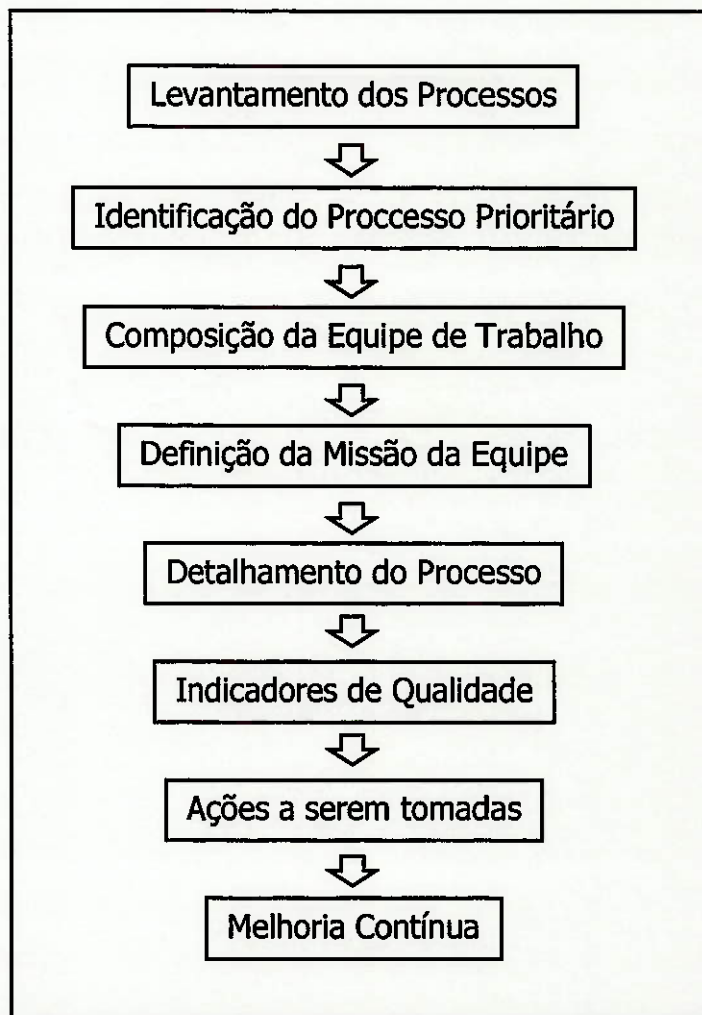 Levantamento dos Processos
Identificação do Proccesso Prioritário
Composição da Equipe de Trabalho
Definição da Missão da Equipe
Detalhamento do Processo
Indicadores de Qualidade
Ações a serem tomadas
Melhoria Contínua